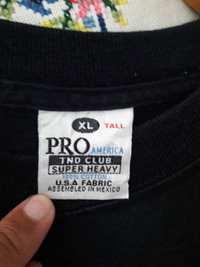 XL TALL
PRO AMERICA
TND CLUB
SUPER HEAVY
100% COTTON
U.S.A FABRIC
ASSEMBLED IN MEXICO